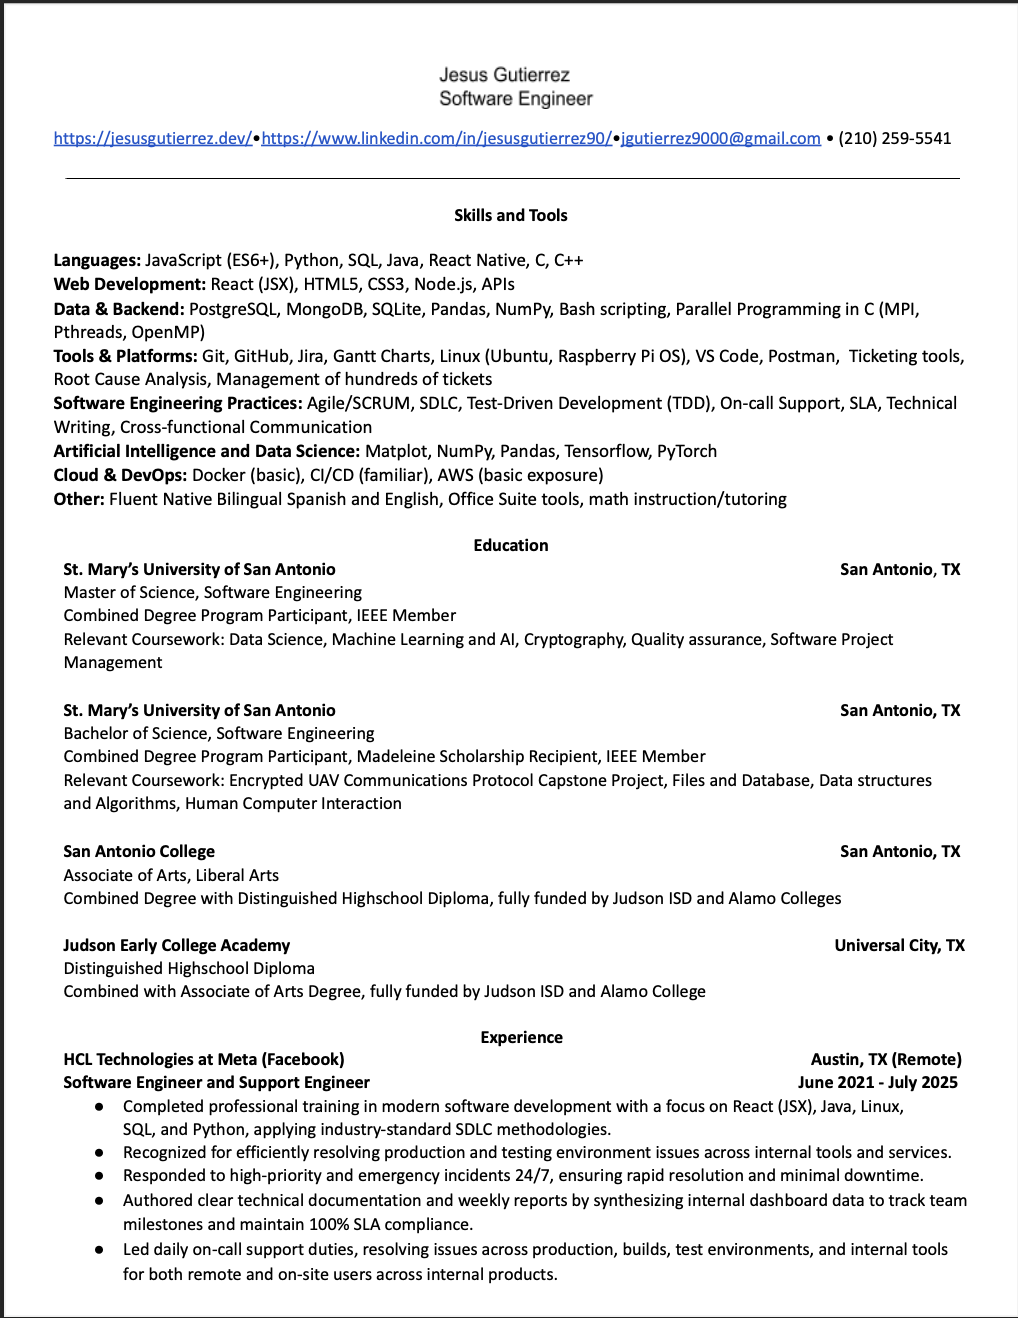 Jesus Gutierrez
Software Engineer
https://jesusgutierrez.dev/•https://www.linkedin.com/in/jesusgutierrez90/•jgutierrez9000@gmail.com • (210) 259-5541
Skills and Tools
Languages: JavaScript (ES6+), Python, SQL, Java, React Native, C, C++
Web Development: React (JSX), HTML5, CSS3, Node.js, APIs
Data & Backend: PostgreSQL, MongoDB, SQLite, Pandas, NumPy, Bash scripting, Parallel Programming in C (MPI,
Pthreads, OpenMP)
Tools & Platforms: Git, GitHub, Jira, Gantt Charts, Linux (Ubuntu, Raspberry Pi OS), VS Code, Postman,  Ticketing tools,
Root Cause Analysis, Management of hundreds of tickets
Software Engineering Practices: Agile/SCRUM, SDLC, Test-Driven Development (TDD), On-call Support, SLA, Technical
Writing, Cross-functional Communication
Artificial Intelligence and Data Science: Matplot, NumPy, Pandas, Tensorflow, PyTorch
Cloud & DevOps: Docker (basic), CI/CD (familiar), AWS (basic exposure)
Other: Fluent Native Bilingual Spanish and English, Office Suite tools, math instruction/tutoring
Education
St. Mary’s University of San Antonio San Antonio, TX
Master of Science, Software Engineering
Combined Degree Program Participant, IEEE Member
Relevant Coursework: Data Science, Machine Learning and AI, Cryptography, Quality assurance, Software Project
Management
St. Mary’s University of San Antonio San Antonio, TX
Bachelor of Science, Software Engineering
Combined Degree Program Participant, Madeleine Scholarship Recipient, IEEE Member
Relevant Coursework: Encrypted UAV Communications Protocol Capstone Project, Files and Database, Data structures
and Algorithms, Human Computer Interaction
San Antonio College San Antonio, TX
Associate of Arts, Liberal Arts
Combined Degree with Distinguished Highschool Diploma, fully funded by Judson ISD and Alamo Colleges
Judson Early College Academy Universal City, TX
Distinguished Highschool Diploma
Combined with Associate of Arts Degree, fully funded by Judson ISD and Alamo College
Experience
HCL Technologies at Meta (Facebook) Austin, TX (Remote)
Software Engineer and Support Engineer June 2021 - July 2025
● Completed professional training in modern software development with a focus on React (JSX), Java, Linux,
SQL, and Python, applying industry-standard SDLC methodologies.
● Recognized for efficiently resolving production and testing environment issues across internal tools and services.
● Responded to high-priority and emergency incidents 24/7, ensuring rapid resolution and minimal downtime.
● Authored clear technical documentation and weekly reports by synthesizing internal dashboard data to track team
milestones and maintain 100% SLA compliance.
● Led daily on-call support duties, resolving issues across production, builds, test environments, and internal tools
for both remote and on-site users across internal products.